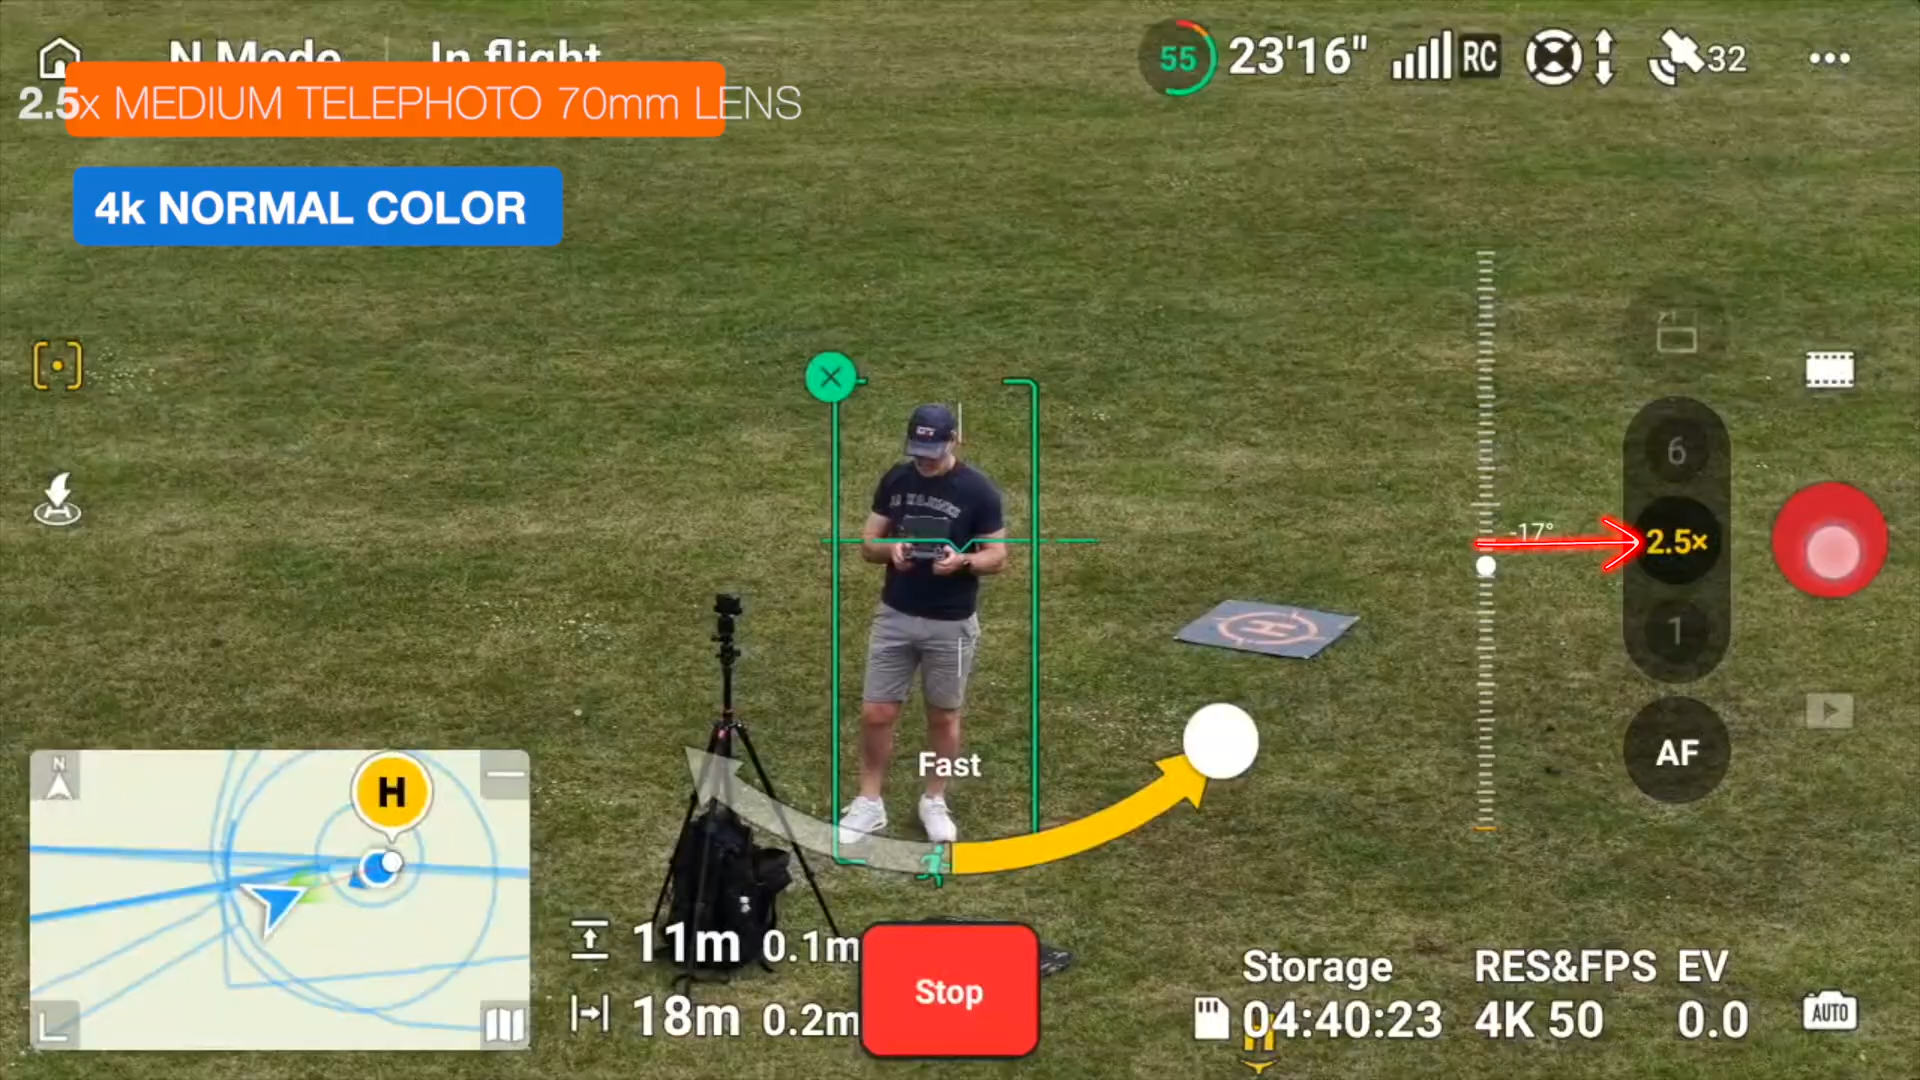 N Mode In flight
55 23'16" RC 32
2.5x MEDIUM TELEPHOTO 70mm LENS
4k NORMAL COLOR
6
-17°
2.5×
1
AF
Fast
N
H
H
11m 0.1m
18m 0.2m
Stop
Storage RES&FPS EV
04:40:23 4K 50 0.0
AUTO